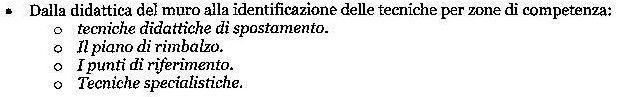 • Dalla didattica del muro alla identificazione delle tecniche per zone di competenza:
o tecniche didattiche di spostamento.
o Il piano di rimbalzo.
o I punti di riferimento.
o Tecniche specialistiche.